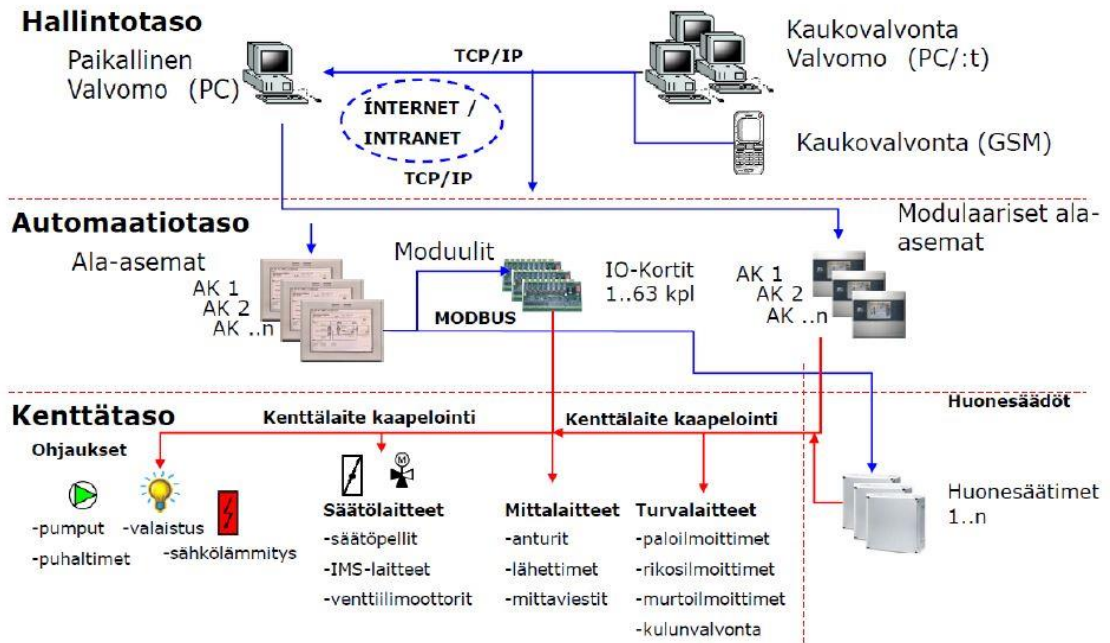 Hallintotaso
Paikallinen
Valvomo (PC)
TCP/IP
ÍNTERNET /
INTRANET
TCP/IP
Kaukovalvonta
Valvomo (PC/:t)
Kaukovalvonta (GSM)
Automaatiotaso
Ala-asemat
AK 1
AK 2
AK ..n
Moduulit
MODBUS
IO-Kortit
1..63 kpl
Modulaariset ala-
asemat
AK 1
AK 2
AK ..n
Kenttätaso
Kenttälaite kaapelointi
Kenttälaite kaapelointi
Huonesäädöt
Ohjaukset
-pumput
-valaistus
-puhaltimet
-sähkölämmitys
M
Säätölaitteet
-säätöpellit
-IMS-laitteet
-venttiilimoottorit
Mittalaitteet
-anturit
-lähettimet
-mittaviestit
Turvalaitteet
-paloilmoittimet
-rikosilmoittimet
-murtoilmoittimet
-kulunvalvonta
Huonesäätimet
1..n